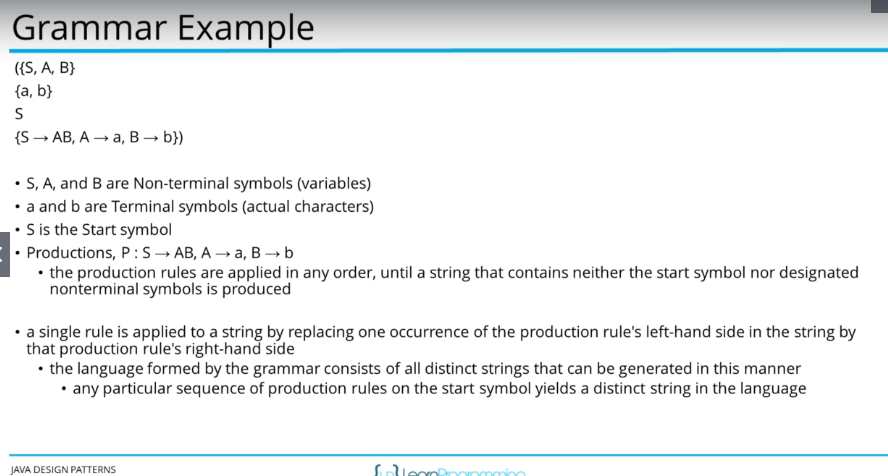 Grammar Example
({S, A, B}
{a, b}
S
{S → AB, A → a, B → b})
• S, A, and B are Non-terminal symbols (variables)
• a and b are Terminal symbols (actual characters)
• S is the Start symbol
• Productions, P : S → AB, A → a, B → b
• the production rules are applied in any order, until a string that contains neither the start symbol nor designated
nonterminal symbols is produced
• a single rule is applied to a string by replacing one occurrence of the production rule's left-hand side in the string by
that production rule's right-hand side
• the language formed by the grammar consists of all distinct strings that can be generated in this manner
• any particular sequence of production rules on the start symbol yields a distinct string in the language
JAVA DESIGN PATTERNS
LearnProgramming